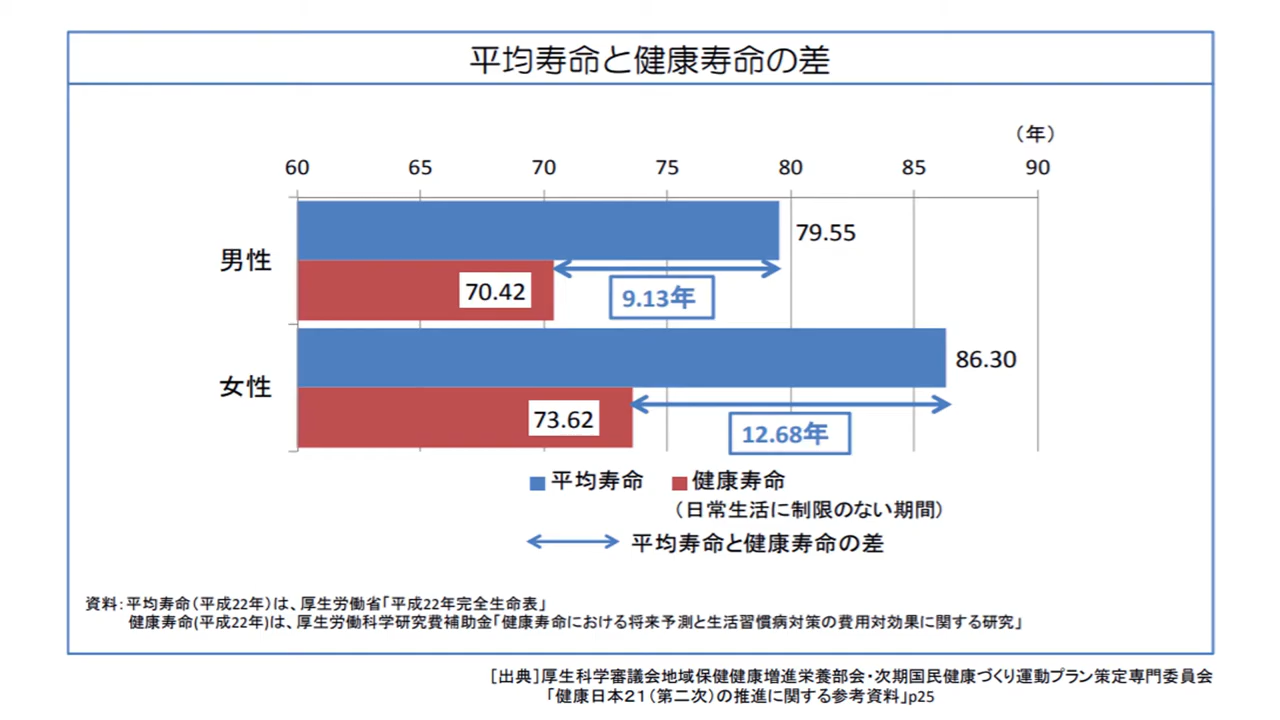 平均寿命と健康寿命の差
（年）
60 65 70 75 80 85 90
79.55
男性
70.42
9.13年
86.30
女性
73.62
12.68年
平均寿命 健康寿命
（日常生活に制限のない期間）
平均寿命と健康寿命の差
資料：平均寿命（平成22年）は、厚生労働省「平成22年完全生命表」
健康寿命(平成22年)は、厚生労働科学研究費補助金「健康寿命における将来予測と生活習慣病対策の費用対効果に関する研究」
［出典］厚生科学審議会地域保健健康増進栄養部会・次期国民健康づくり運動プラン策定専門委員会
「健康日本２１（第二次）の推進に関する参考資料」p25